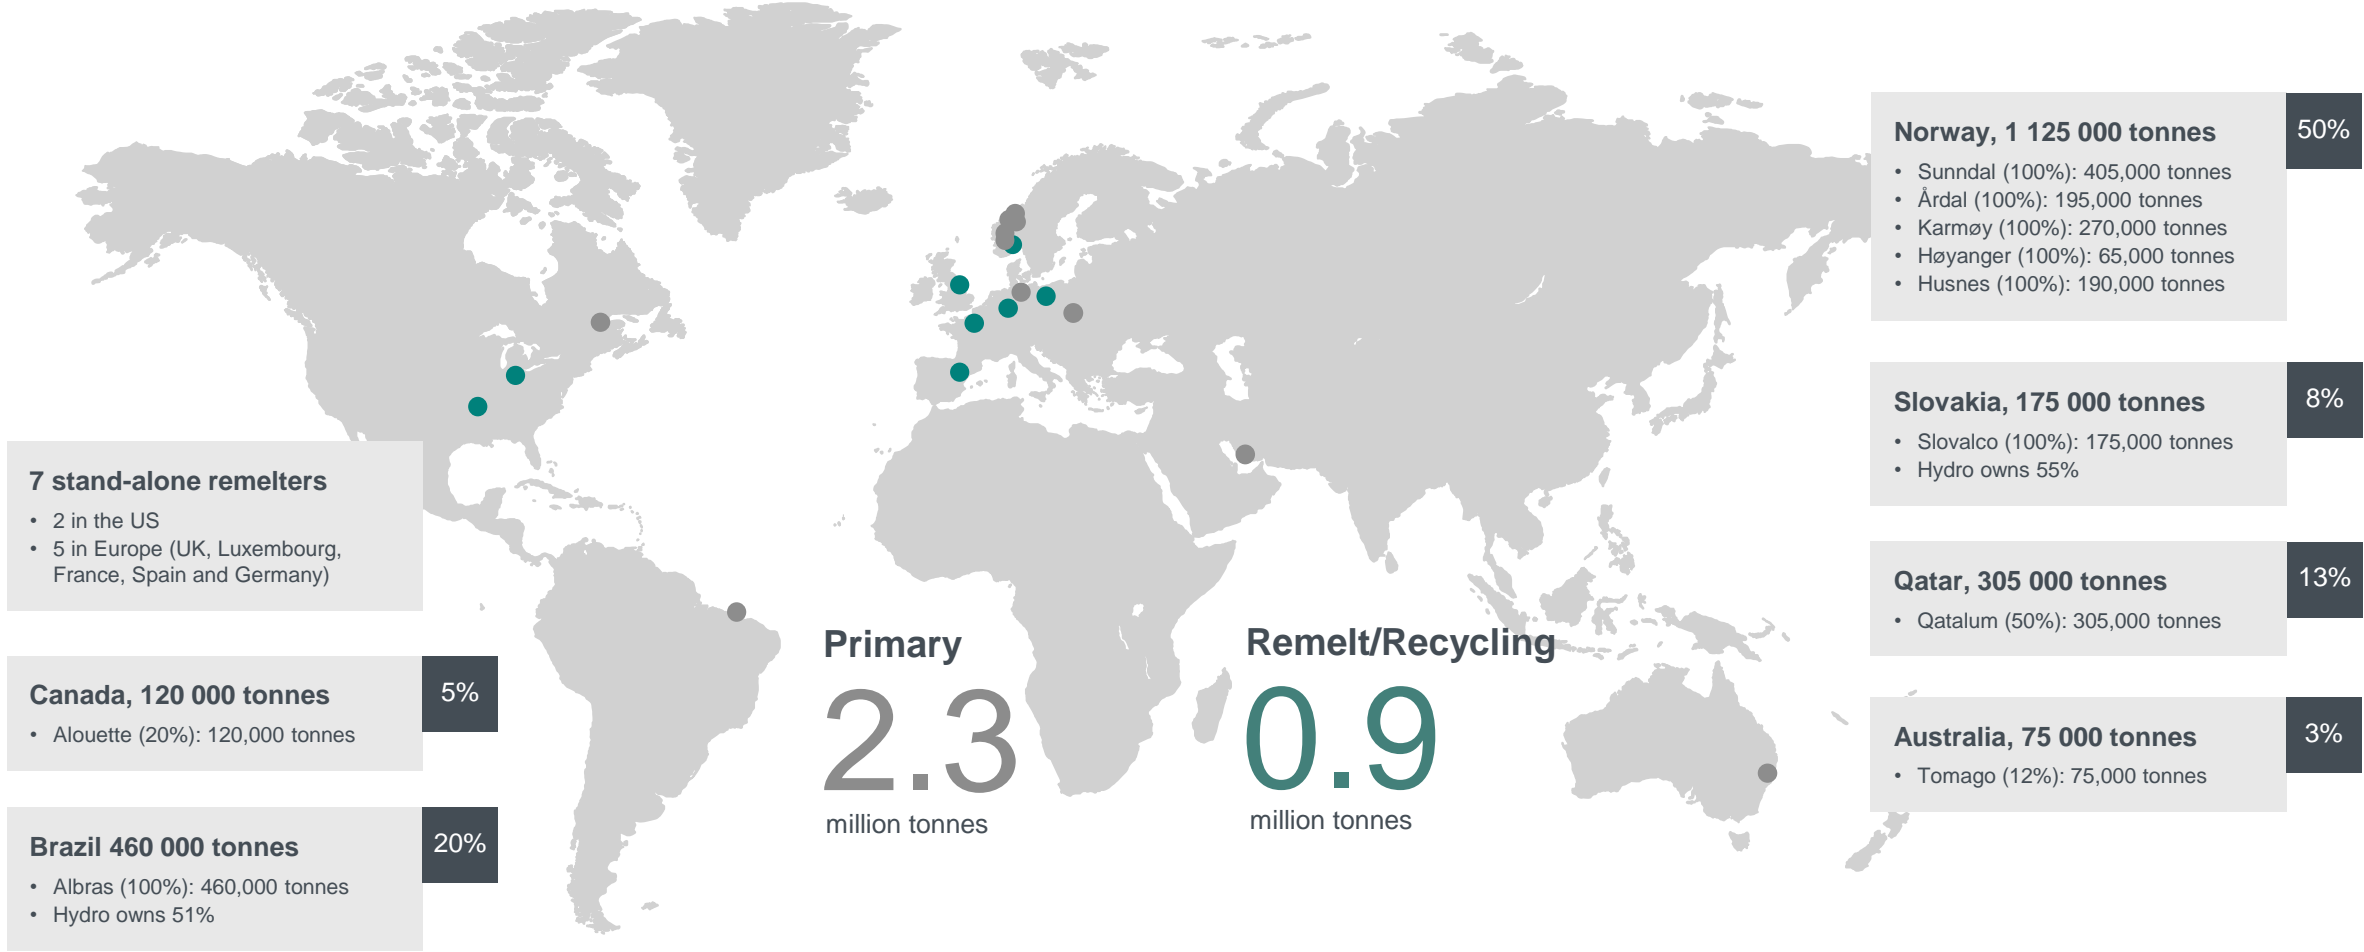 7 stand-alone remelters
• 2 in the US
• 5 in Europe (UK, Luxembourg,
France, Spain and Germany)
Canada, 120 000 tonnes
5%
• Alouette (20%): 120,000 tonnes
Brazil 460 000 tonnes
20%
• Albras (100%): 460,000 tonnes
• Hydro owns 51%
Primary
2.3
million tonnes
Remelt/Recycling
0.9
million tonnes
Norway, 1 125 000 tonnes
50%
• Sunndal (100%): 405,000 tonnes
• Årdal (100%): 195,000 tonnes
• Karmøy (100%): 270,000 tonnes
• Høyanger (100%): 65,000 tonnes
• Husnes (100%): 190,000 tonnes
Slovakia, 175 000 tonnes
8%
• Slovalco (100%): 175,000 tonnes
• Hydro owns 55%
Qatar, 305 000 tonnes
13%
• Qatalum (50%): 305,000 tonnes
Australia, 75 000 tonnes
3%
• Tomago (12%): 75,000 tonnes